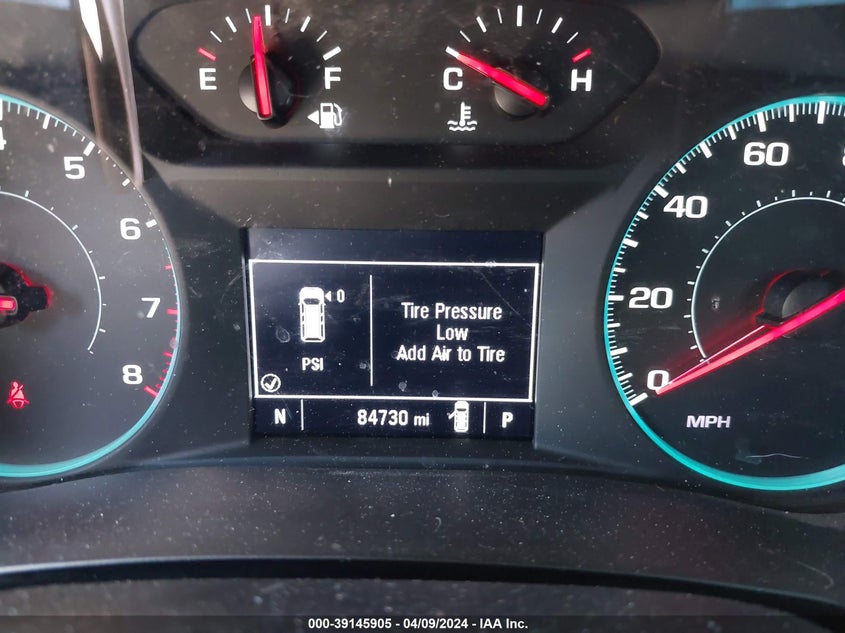 E F C H
4 5 6 7 8
0 20 40 60
MPH
0
PSI
Tire Pressure
Low
Add Air to Tire
N 84730 mi P
000-39145905 - 04/09/2024 - IAA Inc.